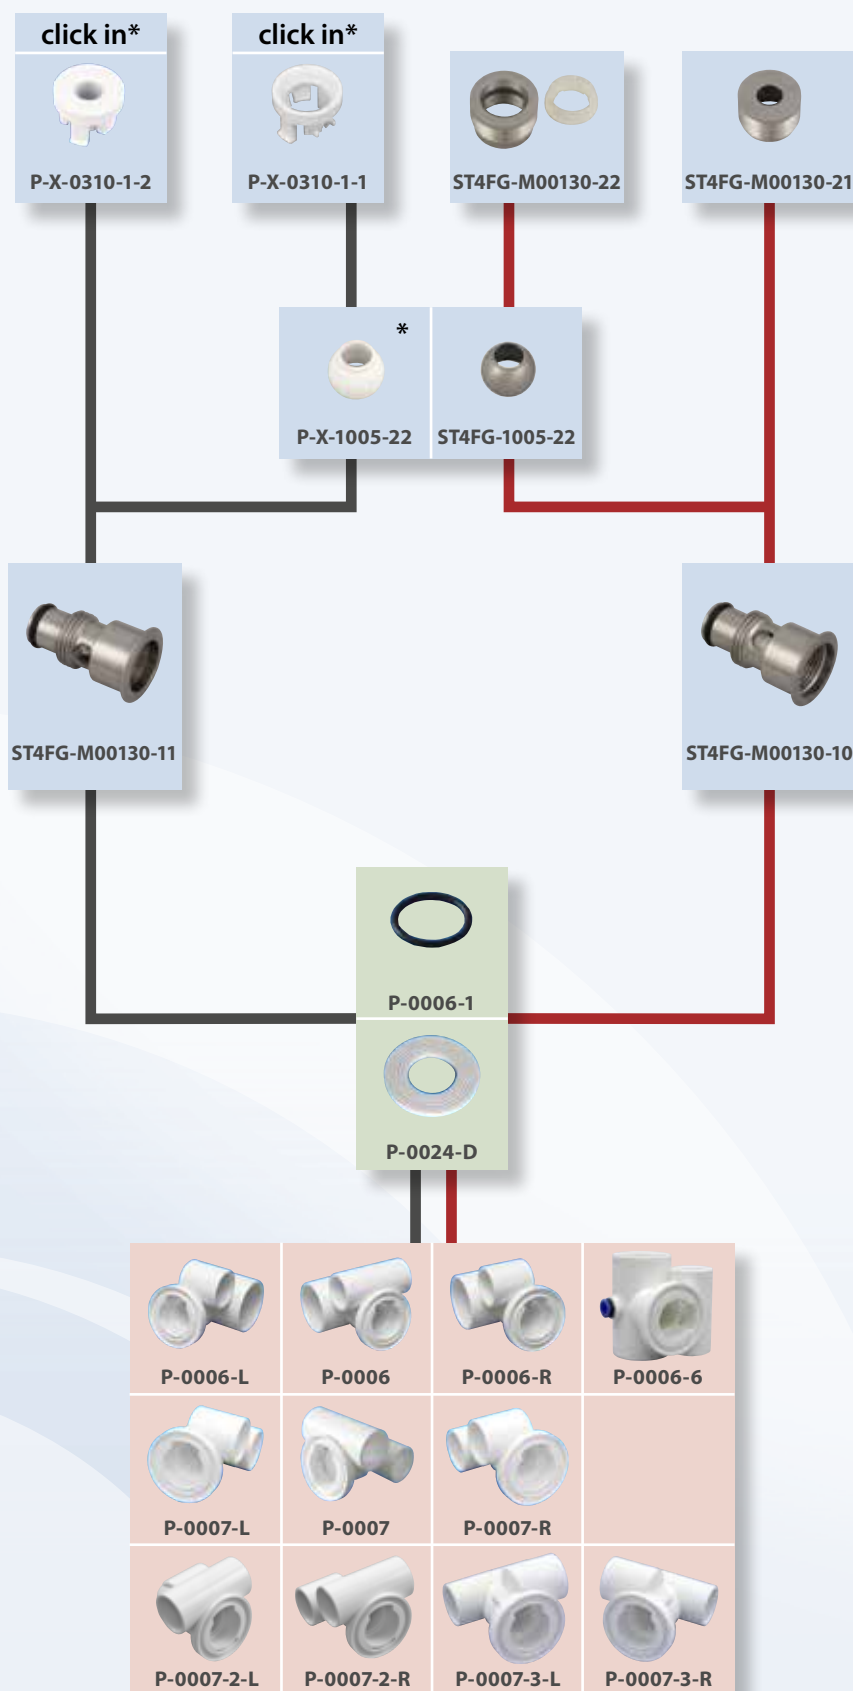 click in*
click in*
P-X-0310-1-2
P-X-0310-1-1
ST4FG-M00130-22
ST4FG-M00130-21
*
P-X-1005-22
ST4FG-1005-22
ST4FG-M00130-11
ST4FG-M00130-10
P-0006-1
P-0024-D
P-0006-L
P-0006
P-0006-R
P-0006-6
P-0007-L
P-0007
P-0007-R
P-0007-2-L
P-0007-2-R
P-0007-3-L
P-0007-3-R